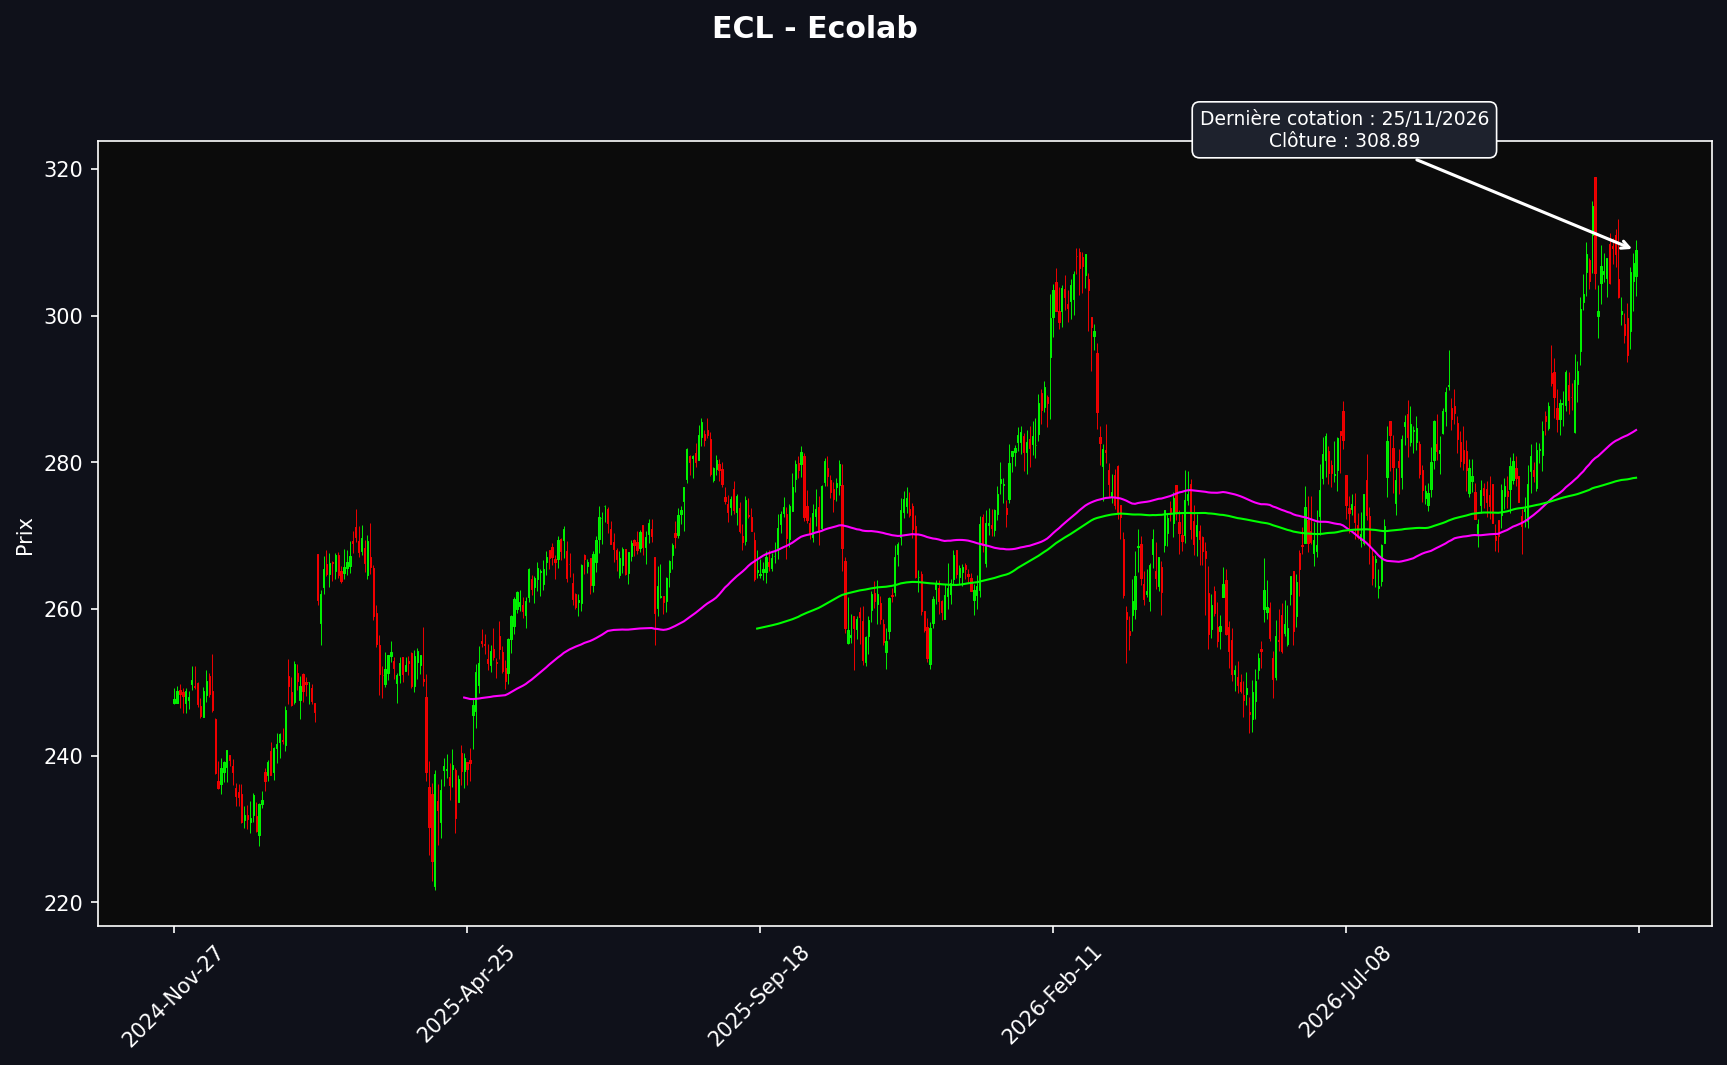 ECL - Ecolab
Dernière cotation : 25/11/2026
Clôture : 308.89
320
300
280
260
240
220
Prix
2024-Nov-27
2025-Apr-25
2025-Sep-18
2026-Feb-11
2026-Jul-08